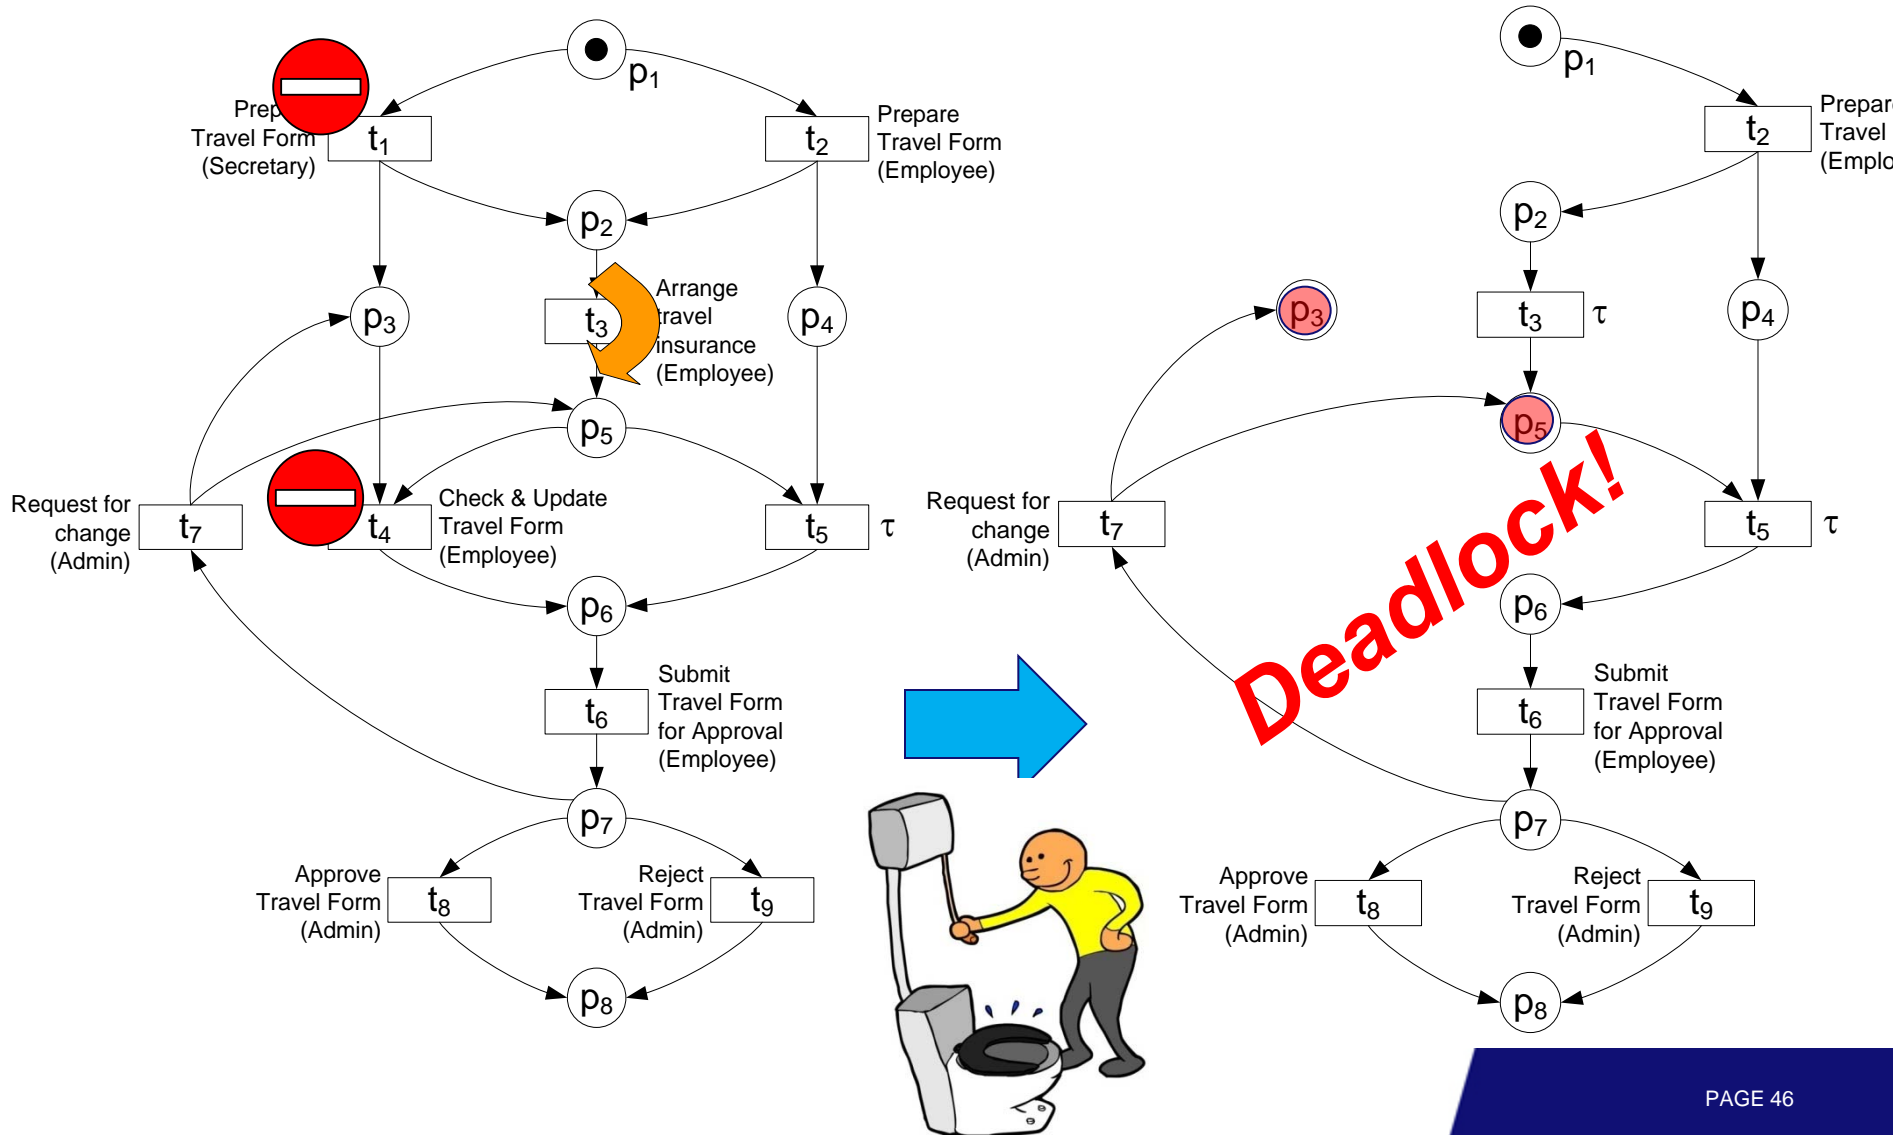 p1
Prep
Travel Form
(Secretary)
t1
t2
Prepare
Travel Form
(Employee)
p2
p3
t3
Arrange
travel
insurance
(Employee)
p4
p5
Request for
change
(Admin)
t7
t4
Check & Update
Travel Form
(Employee)
t5
τ
p6
t6
Submit
Travel Form
for Approval
(Employee)
p7
Approve
Travel Form
(Admin)
t8
Reject
Travel Form
(Admin)
t9
p8
p1
t2
Prepare
Travel
(Emplo
p2
p3
t3
τ
p4
p5
Deadlock!
Request for
change
(Admin)
t7
t5
τ
p6
t6
Submit
Travel Form
for Approval
(Employee)
p7
Approve
Travel Form
(Admin)
t8
Reject
Travel Form
(Admin)
t9
p8
PAGE 46